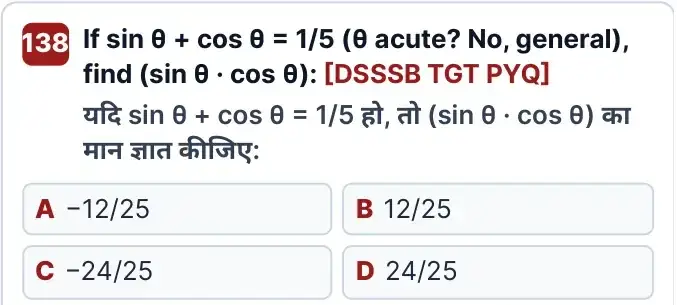 138 If sin θ + cos θ = 1/5 (θ acute? No, general),
find (sin θ · cos θ): [DSSSB TGT PYQ]
यदि sin θ + cos θ = 1/5 हो, तो (sin θ · cos θ) का
मान ज्ञात कीजिए:
A −12/25
B 12/25
C −24/25
D 24/25